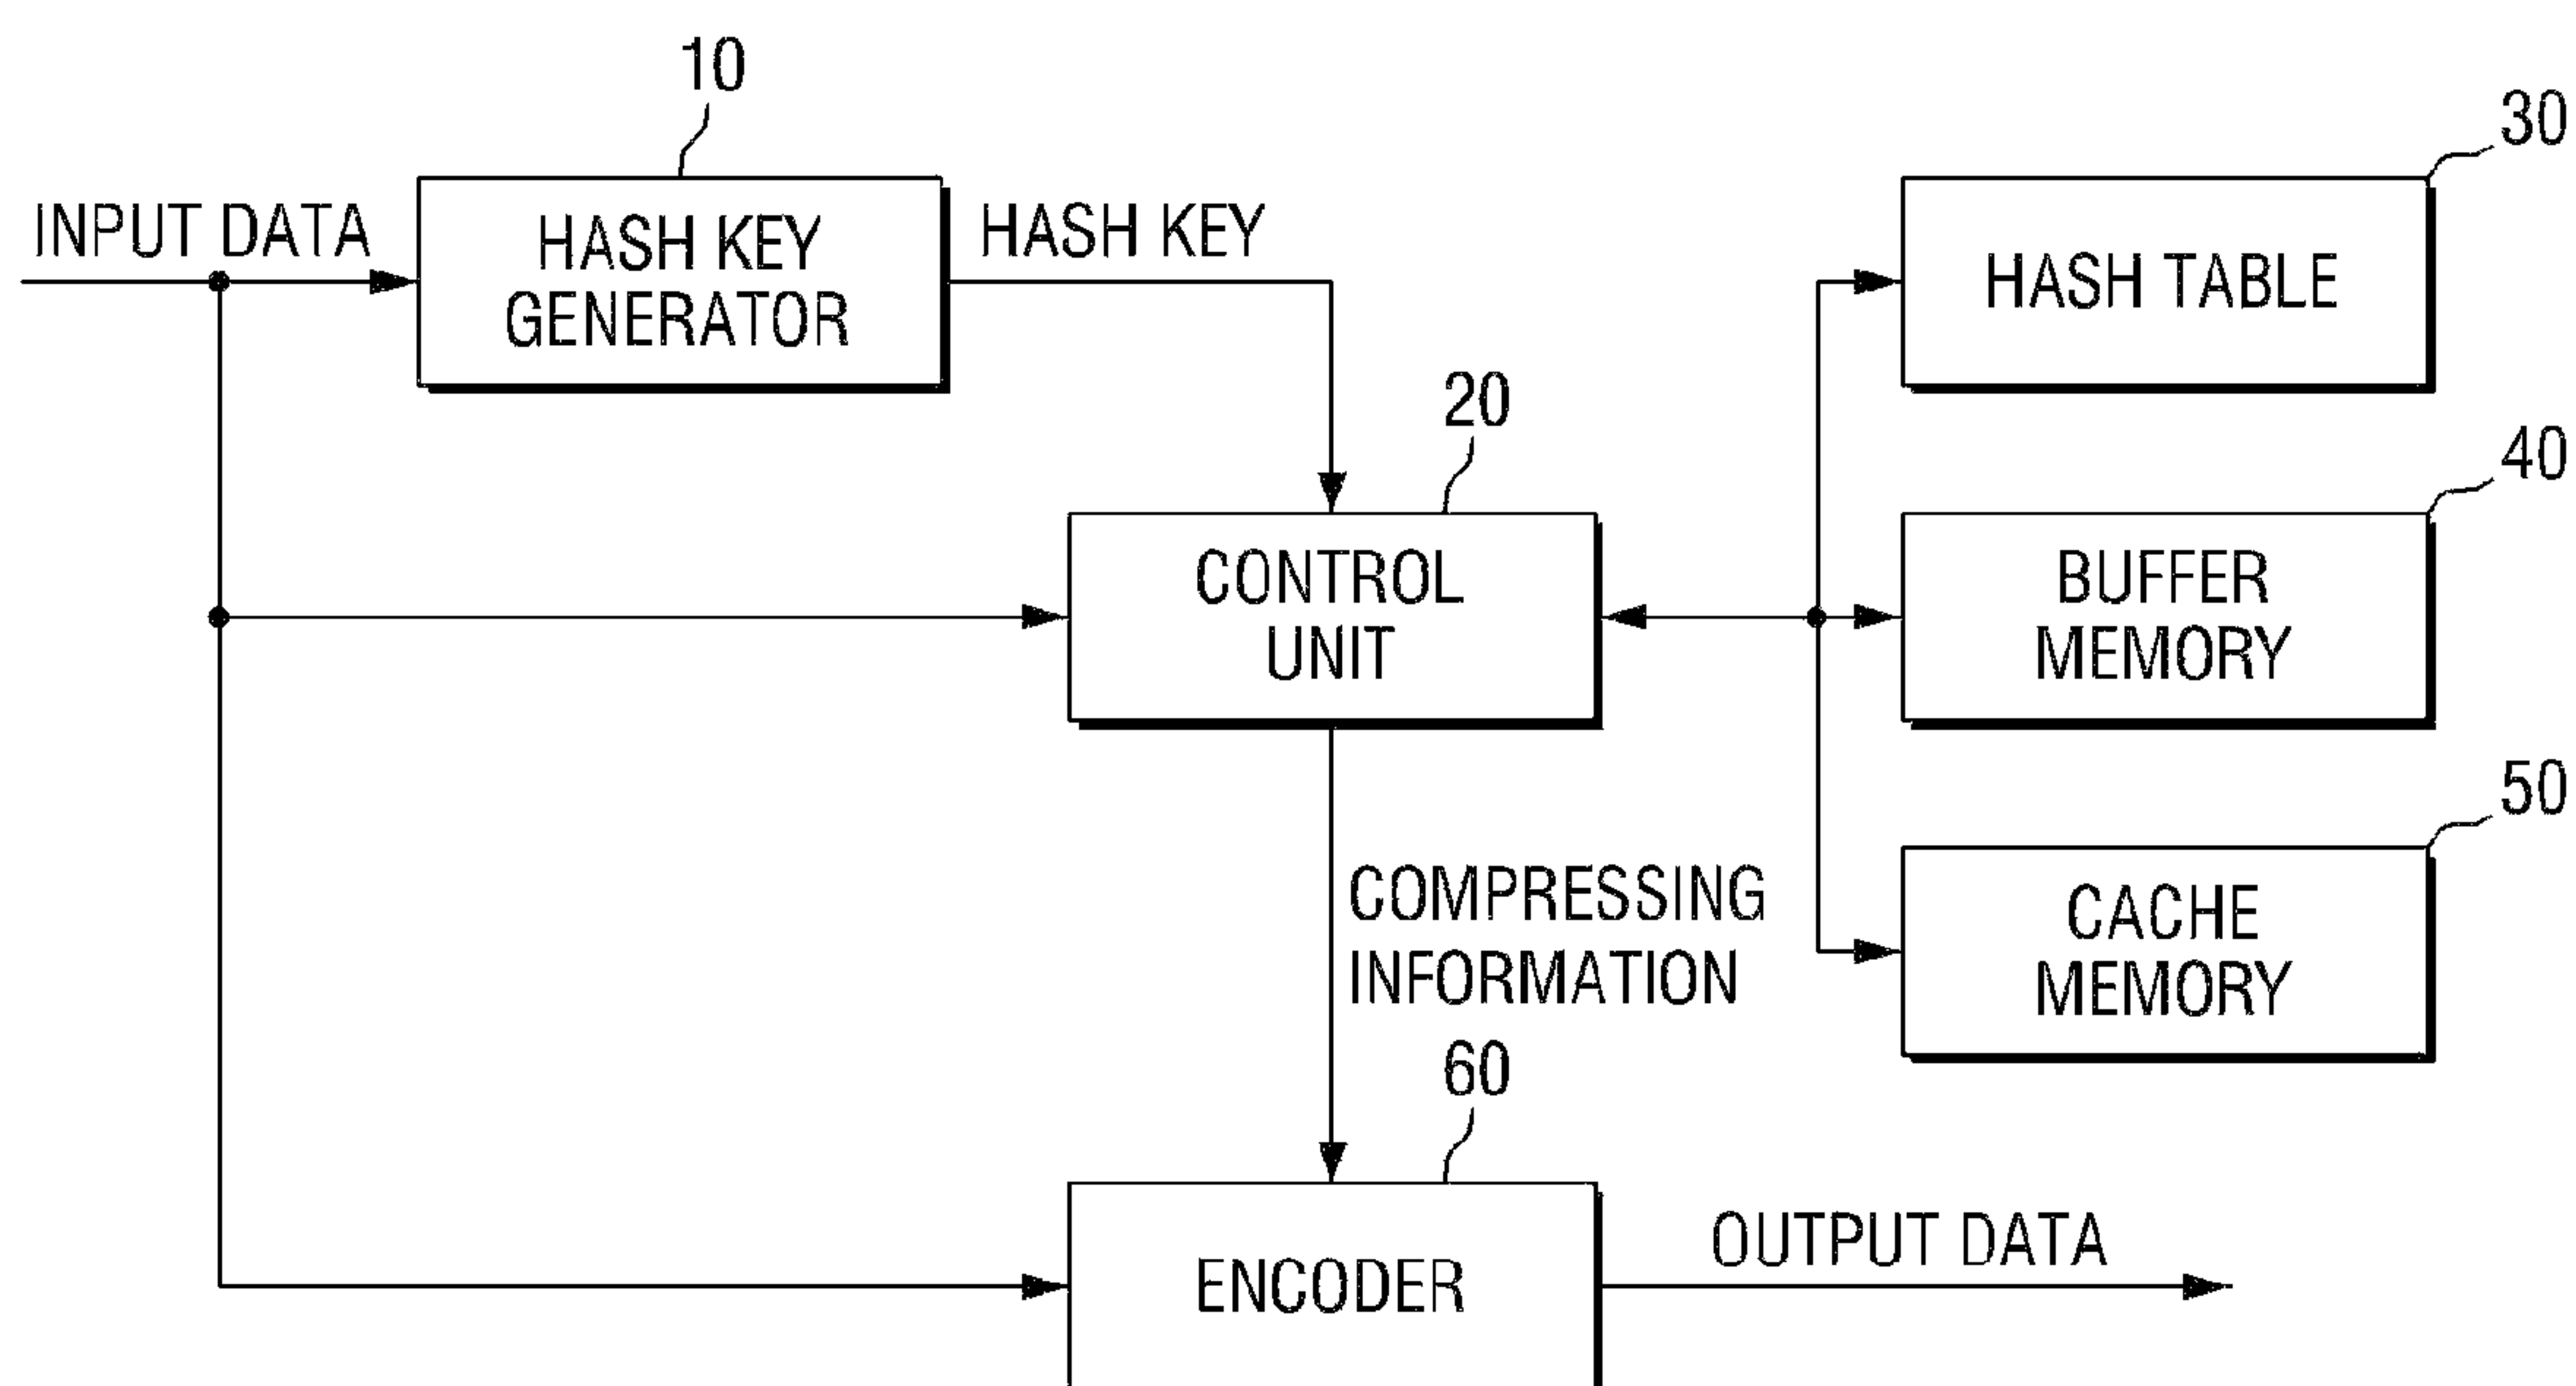 10
30
INPUT DATA
HASH KEY
GENERATOR
HASH KEY
HASH TABLE
20
40
CONTROL
UNIT
BUFFER
MEMORY
50
COMPRESSING
INFORMATION
CACHE
MEMORY
60
ENCODER
OUTPUT DATA